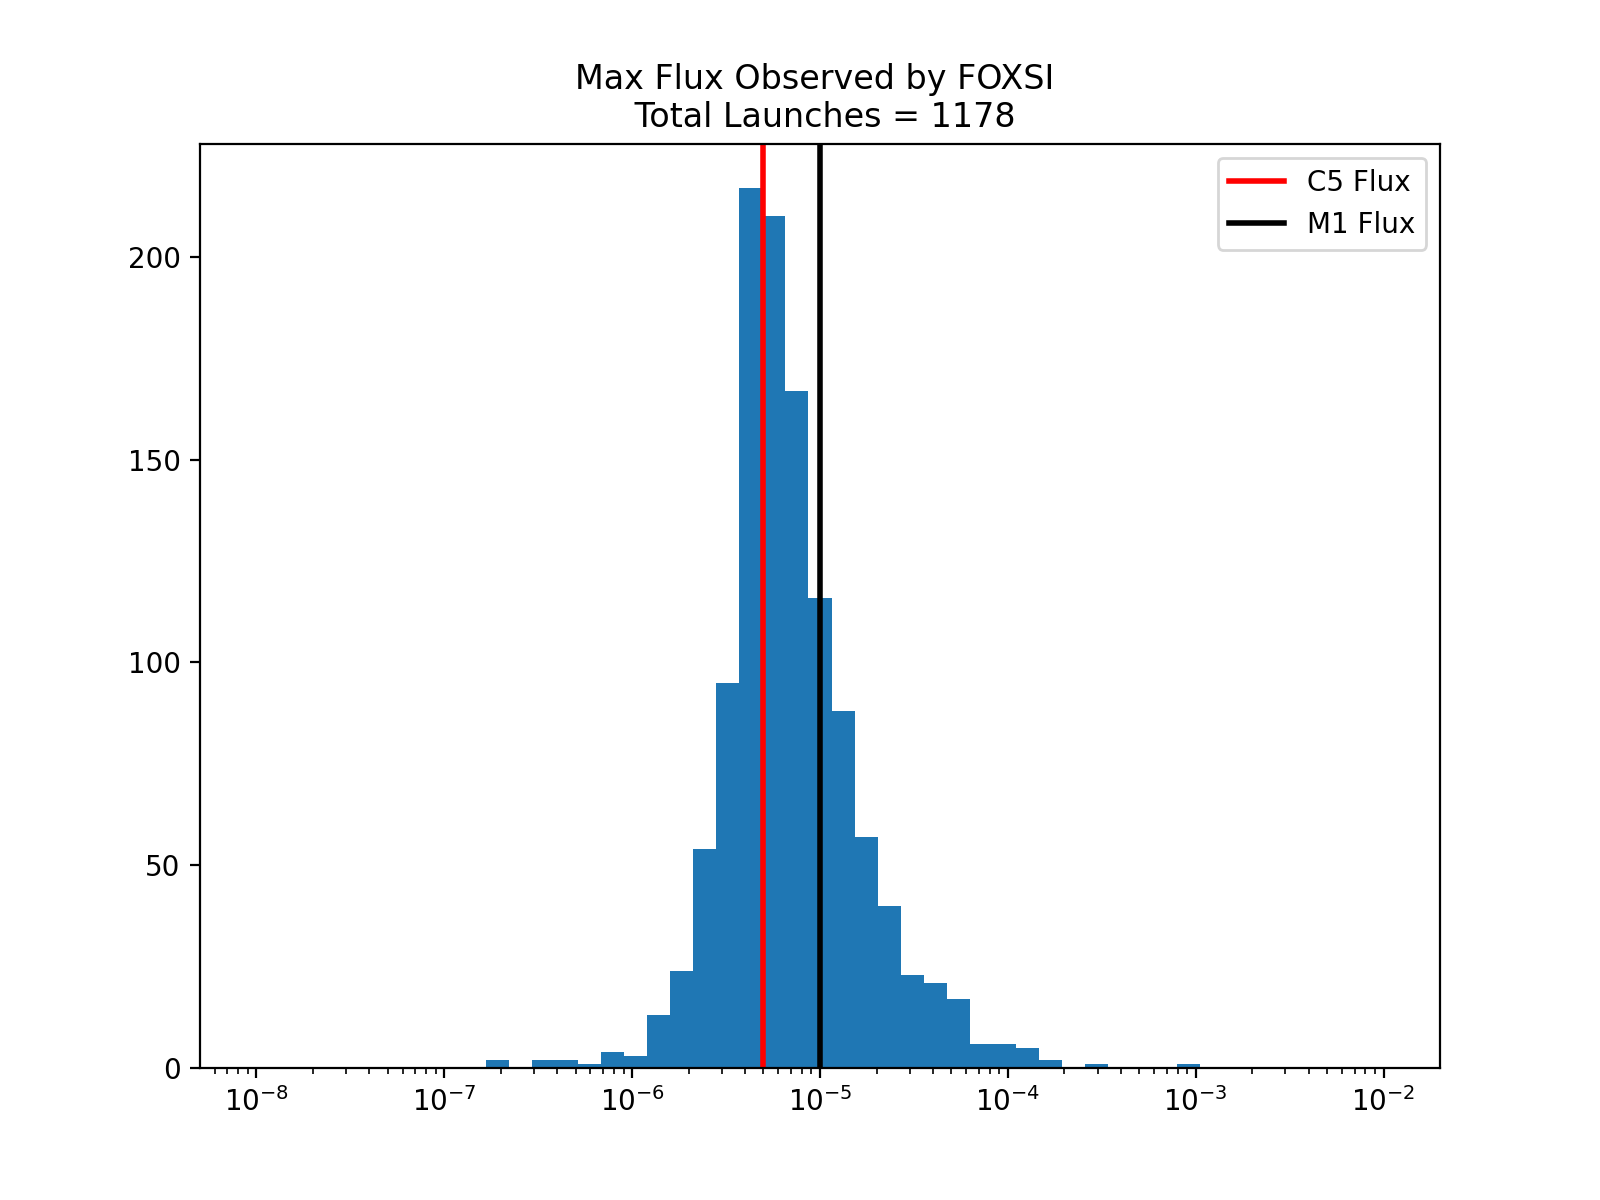 Max Flux Observed by FOXSI
Total Launches = 1178
C5 Flux
M1 Flux
200
150
100
50
0
10⁻⁸ 10⁻⁷ 10⁻⁶ 10⁻⁵ 10⁻⁴ 10⁻³ 10⁻²